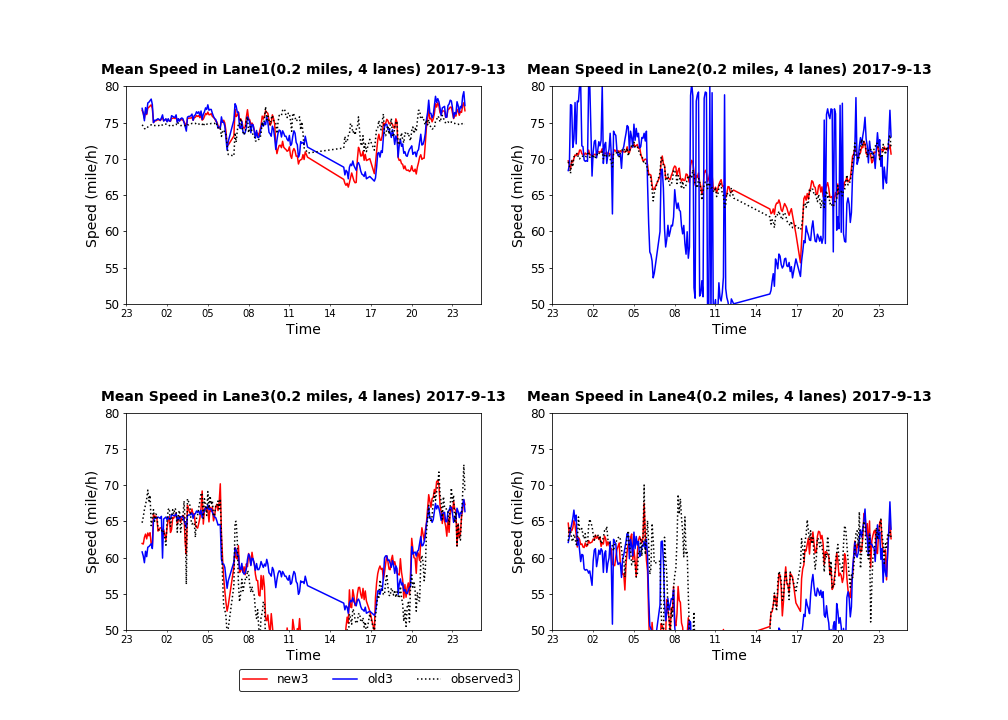 Mean Speed in Lane1(0.2 miles, 4 lanes) 2017-9-13
80
75
70
65
60
55
50
Speed (mile/h)
23 02 05 08 11 14 17 20 23
Time
Mean Speed in Lane2(0.2 miles, 4 lanes) 2017-9-13
80
75
70
65
60
55
50
Speed (mile/h)
23 02 05 08 11 14 17 20 23
Time
Mean Speed in Lane3(0.2 miles, 4 lanes) 2017-9-13
80
75
70
65
60
55
50
Speed (mile/h)
23 02 05 08 11 14 17 20 23
Time
Mean Speed in Lane4(0.2 miles, 4 lanes) 2017-9-13
80
75
70
65
60
55
50
Speed (mile/h)
23 02 05 08 11 14 17 20 23
Time
new3 old3 observed3